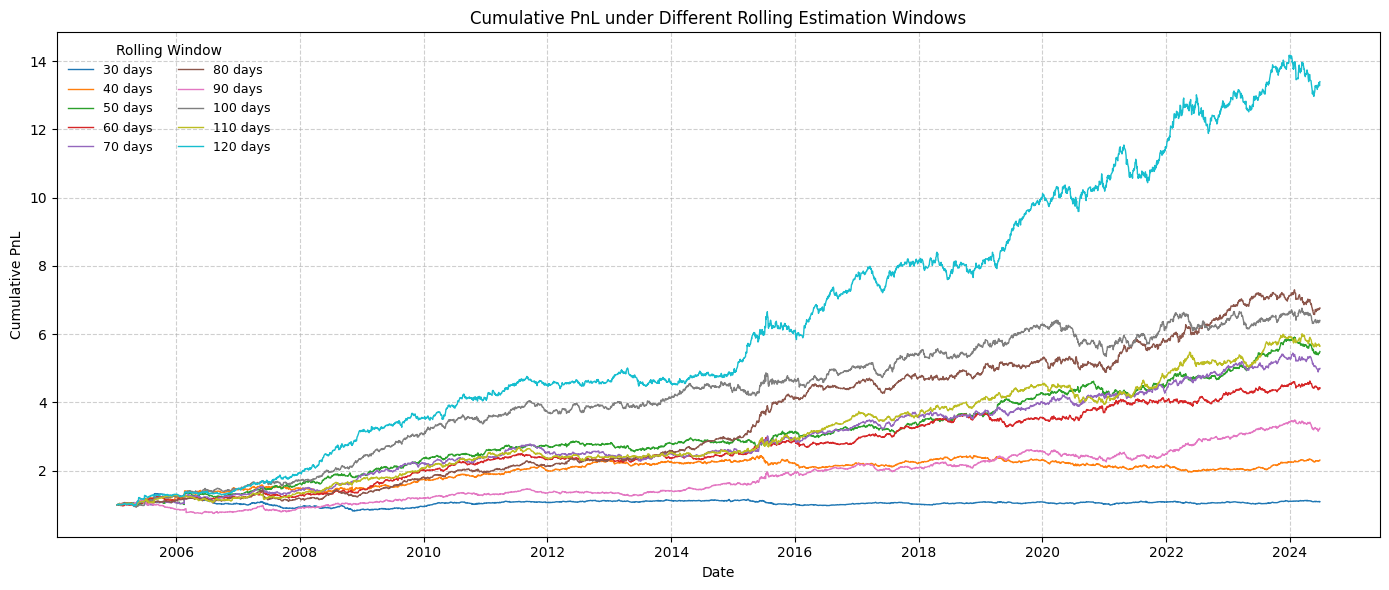 Cumulative PnL under Different Rolling Estimation Windows
Cumulative PnL
14
12
10
8
6
4
2
Rolling Window
30 days
40 days
50 days
60 days
70 days
80 days
90 days
100 days
110 days
120 days
2006 2008 2010 2012 2014 2016 2018 2020 2022 2024
Date